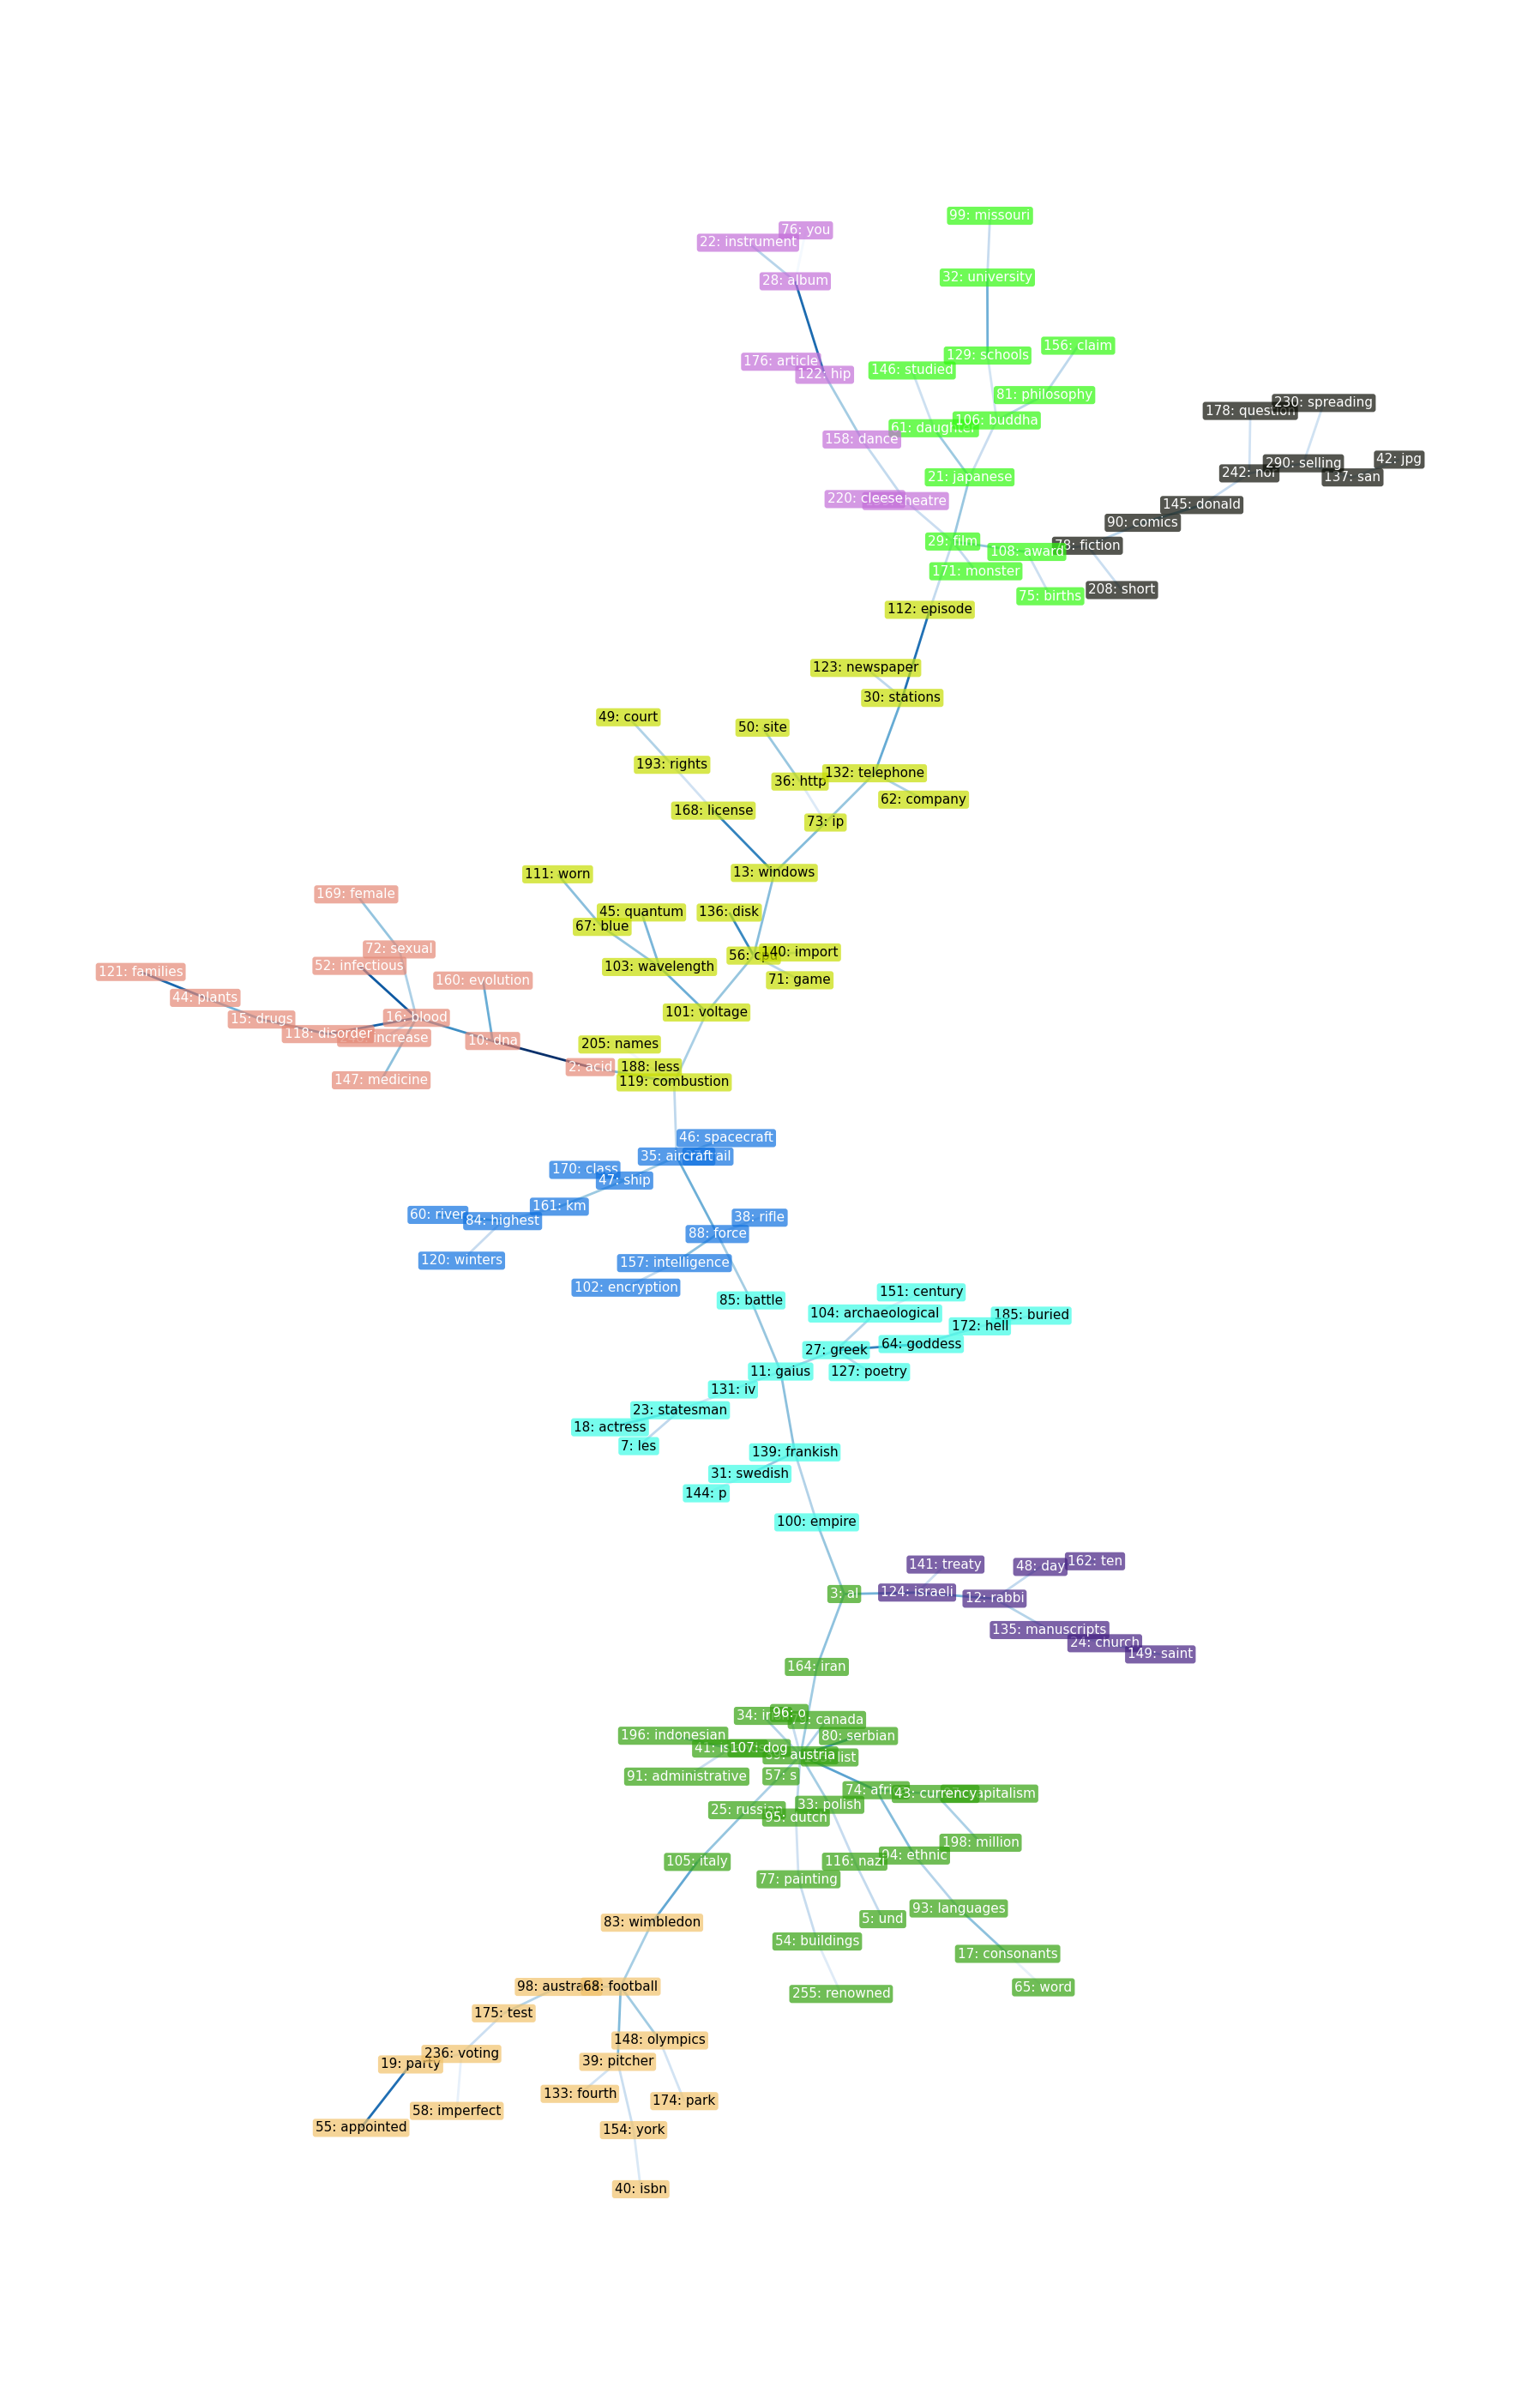 99: missouri
76: you
22: instrument
32: university
28: album
156: claim
129: schools
176: article
146: studied
122: hip
81: philosophy
230: spreading
178: question
106: buddha
61: daughter
158: dance
42: jpg
290: selling
242: nor
137: san
21: japanese
220: cleese
145: donald
90: comics
29: film
78: fiction
108: award
171: monster
208: short
75: births
112: episode
123: newspaper
30: stations
49: court
50: site
193: rights
132: telephone
36: http
62: company
168: license
73: ip
13: windows
111: worn
169: female
45: quantum
136: disk
67: blue
72: sexual
140: import
56: cpu
52: infectious
103: wavelength
121: families
160: evolution
71: game
44: plants
101: voltage
16: blood
15: drugs
118: disorder
increase
10: dna
205: names
2: acid
188: less
147: medicine
119: combustion
46: spacecraft
35: aircraft
170: class
47: ship
161: km
60: river
38: rifle
84: highest
88: force
120: winters
157: intelligence
102: encryption
151: century
85: battle
104: archaeological
185: buried
172: hell
64: goddess
27: greek
11: gaius
127: poetry
131: iv
23: statesman
18: actress
7: les
139: frankish
31: swedish
144: p
100: empire
162: ten
141: treaty
48: day
124: israeli
3: al
12: rabbi
135: manuscripts
24: church
149: saint
164: iran
96: o
canada
196: indonesian
80: serbian
107: dog
austria
91: administrative
57: s
74: africa
43: currency
33: polish
25: russian
95: dutch
198: million
94: ethnic
105: italy
116: nazi
77: painting
93: languages
5: und
83: wimbledon
54: buildings
17: consonants
68: football
65: word
255: renowned
175: test
148: olympics
236: voting
39: pitcher
19: party
133: fourth
174: park
58: imperfect
55: appointed
154: york
40: isbn